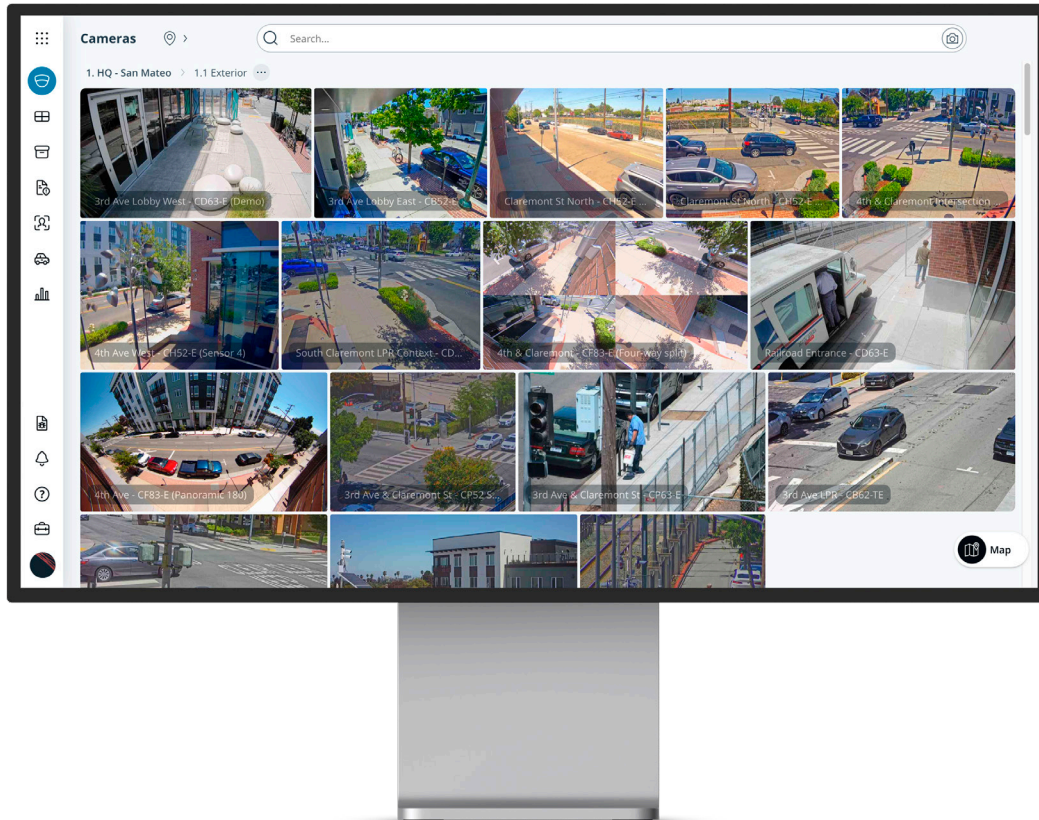 Cameras
Search...
1. HQ - San Mateo > 1.1 Exterior ...
3rd Ave Lobby West - CD63-E (Demo)
3rd Ave Lobby East - CB52-E
Claremont St North - CH52-E ...
Claremont St North - CH52-E ...
4th & Claremont Intersection ...
4th Ave West - CH52-E (Sensor 4)
South Claremont LPR Context - CD...
4th & Claremont - CF83-E (Four-way split)
Railroad Entrance - CD63-E
4th Ave - CF83-E (Panoramic 180)
3rd Ave & Claremont St - CP52 S...
3rd Ave & Claremont St - CP63-E
3rd Ave LPR - CB62-TE
Map